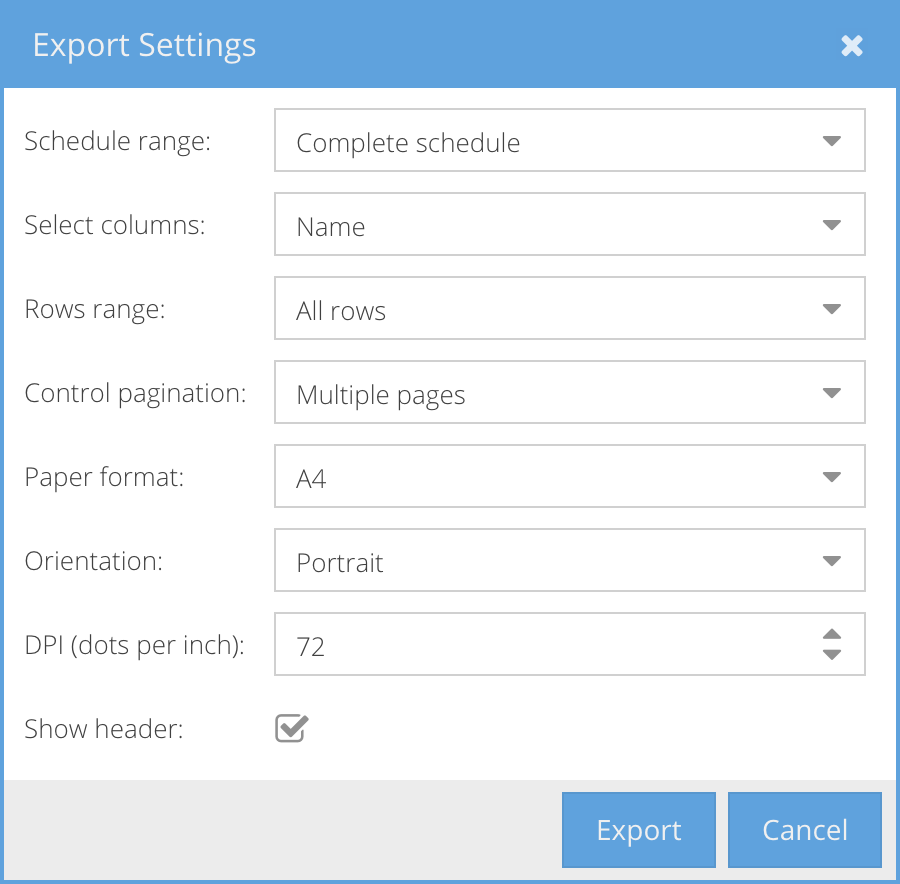 Export Settings
Schedule range: Complete schedule
Select columns: Name
Rows range: All rows
Control pagination: Multiple pages
Paper format: A4
Orientation: Portrait
DPI (dots per inch): 72
Show header:
Export Cancel